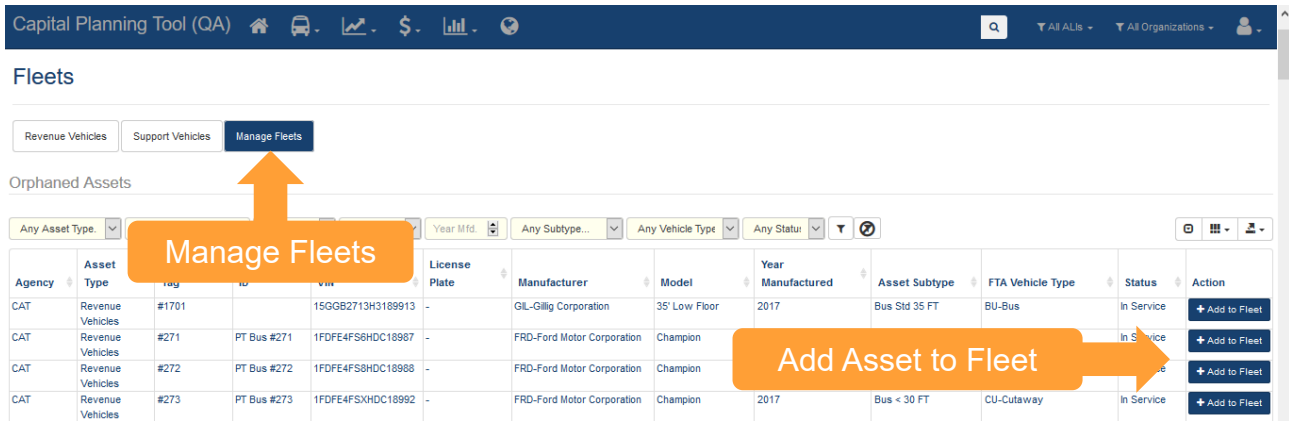 Capital Planning Tool (QA) $ All ALIs All Organizations
Fleets
Revenue Vehicles Support Vehicles Manage Fleets
Orphaned Assets
Any Asset Type. Year Mfd. Any Subtype... Any Vehicle Type Any Status
Manage Fleets
Agency Asset Type Tag ID VIN License Plate Manufacturer Model Year Manufactured Asset Subtype FTA Vehicle Type Status Action
CAT Revenue Vehicles #1701 15GGB2713H3189913 - GIL-Gillig Corporation 35' Low Floor 2017 Bus Std 35 FT BU-Bus In Service + Add to Fleet
CAT Revenue Vehicles #271 PT Bus #271 1FDFE4FS6HDC18987 - FRD-Ford Motor Corporation Champion In Service + Add to Fleet
CAT Revenue Vehicles #272 PT Bus #272 1FDFE4FS8HDC18988 - FRD-Ford Motor Corporation Champion + Add to Fleet
Add Asset to Fleet
CAT Revenue Vehicles #273 PT Bus #273 1FDFE4FSXHDC18992 - FRD-Ford Motor Corporation Champion 2017 Bus < 30 FT CU-Cutaway In Service + Add to Fleet